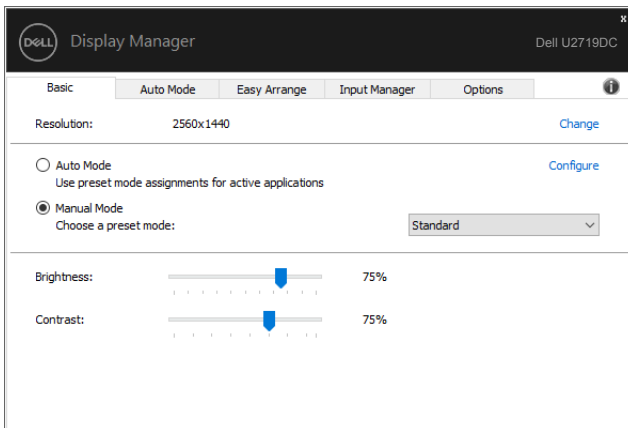 x
DELL Display Manager Dell U2719DC
Basic Auto Mode Easy Arrange Input Manager Options i
Resolution: 2560x1440 Change
Auto Mode Configure
Use preset mode assignments for active applications
Manual Mode
Choose a preset mode: Standard
Brightness: 75%
Contrast: 75%